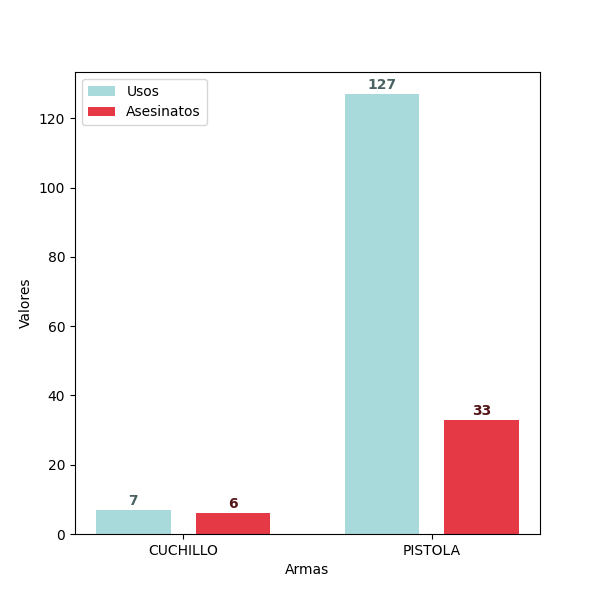 Usos
Asesinatos
127
33
7
6
120
100
80
60
40
20
0
Valores
CUCHILLO
PISTOLA
Armas